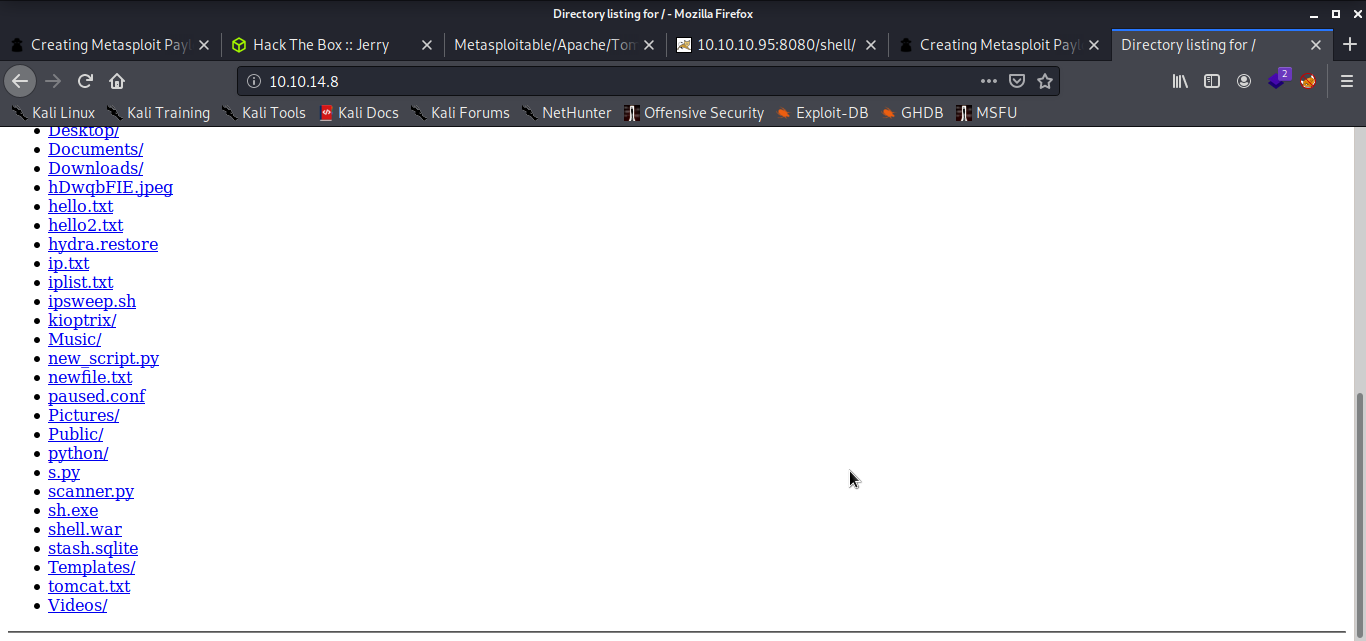 Directory listing for / - Mozilla Firefox
Creating Metasploit Payl Hack The Box :: Jerry Metasploitable/Apache/Tom 10.10.10.95:8080/shell/ Creating Metasploit Payl Directory listing for /
10.10.14.8 2
Kali Linux Kali Training Kali Tools Kali Docs Kali Forums NetHunter Offensive Security Exploit-DB GHDB MSFU
Desktop/
Documents/
Downloads/
hDwqbFIE.jpeg
hello.txt
hello2.txt
hydra.restore
ip.txt
iplist.txt
ipsweep.sh
kioptrix/
Music/
new_script.py
newfile.txt
paused.conf
Pictures/
Public/
python/
s.py
scanner.py
sh.exe
shell.war
stash.sqlite
Templates/
tomcat.txt
Videos/